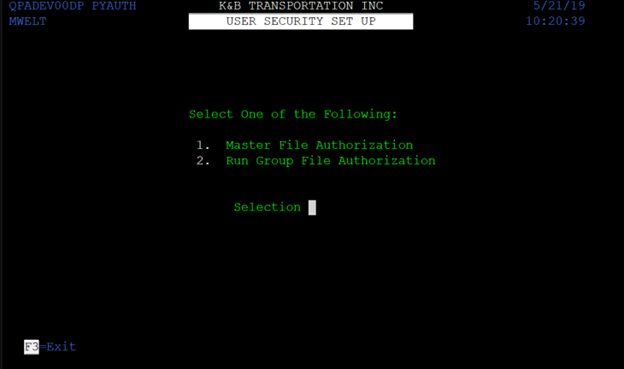 QPADEV00DP PYAUTH K&B TRANSPORTATION INC 5/21/19
MWELT USER SECURITY SET UP 10:20:39
Select One of the Following:
1. Master File Authorization
2. Run Group File Authorization
Selection
F3=Exit